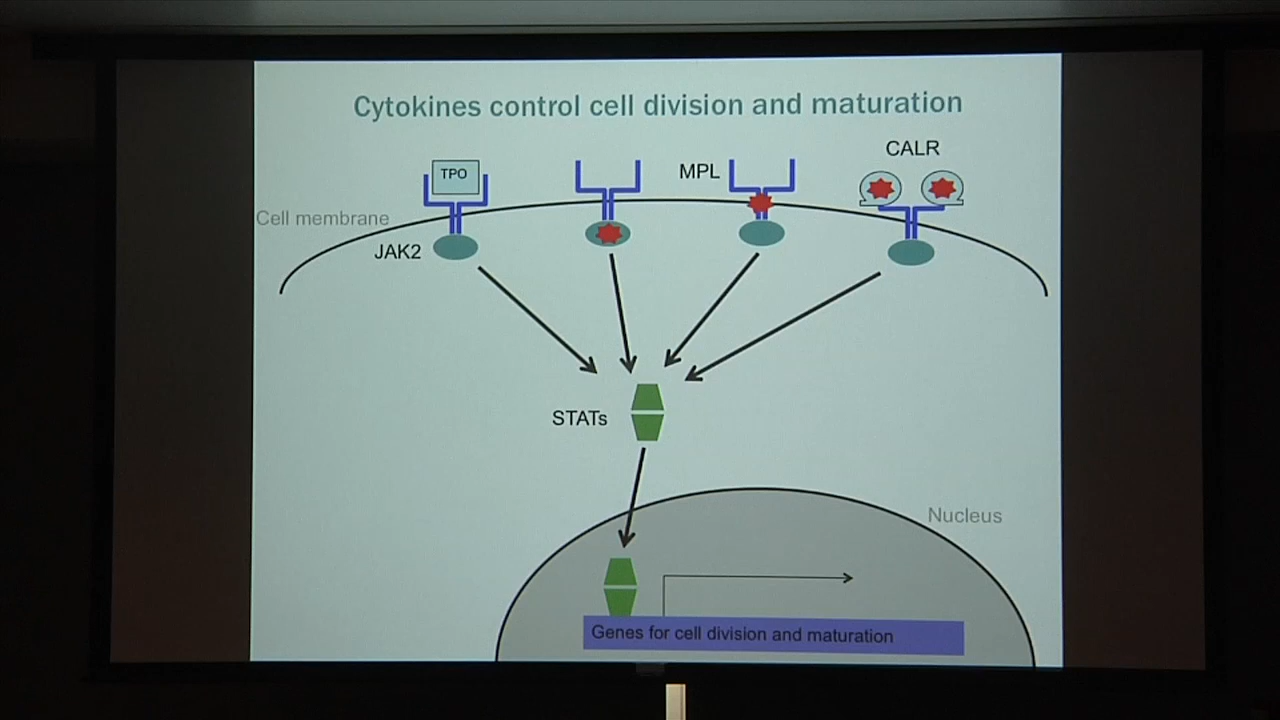 Cytokines control cell division and maturation
CALR
TPO
MPL
Cell membrane
JAK2
STATs
Nucleus
Genes for cell division and maturation